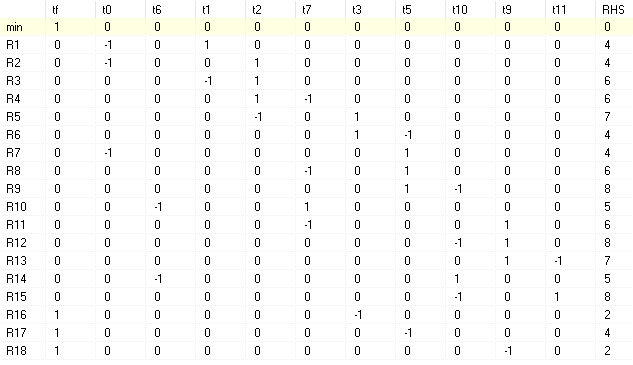 tf t0 t6 t1 t2 t7 t3 t5 t10 t9 t11 RHS
min 1 0 0 0 0 0 0 0 0 0 0 0
R1 0 -1 0 1 0 0 0 0 0 0 0 4
R2 0 -1 0 0 1 0 0 0 0 0 0 4
R3 0 0 0 -1 1 0 0 0 0 0 0 6
R4 0 0 0 0 1 -1 0 0 0 0 0 6
R5 0 0 0 0 -1 0 1 0 0 0 0 7
R6 0 0 0 0 0 0 1 -1 0 0 0 4
R7 0 -1 0 0 0 0 0 1 0 0 0 4
R8 0 0 0 0 0 -1 0 1 0 0 0 6
R9 0 0 0 0 0 0 0 1 -1 0 0 8
R10 0 0 -1 0 0 1 0 0 0 0 0 5
R11 0 0 0 0 0 -1 0 0 0 1 0 6
R12 0 0 0 0 0 0 0 0 -1 1 0 8
R13 0 0 0 0 0 0 0 0 0 1 -1 7
R14 0 0 -1 0 0 0 0 0 1 0 0 5
R15 0 0 0 0 0 0 0 0 -1 0 1 8
R16 1 0 0 0 0 0 -1 0 0 0 0 2
R17 1 0 0 0 0 0 0 -1 0 0 0 4
R18 1 0 0 0 0 0 0 0 0 -1 0 2